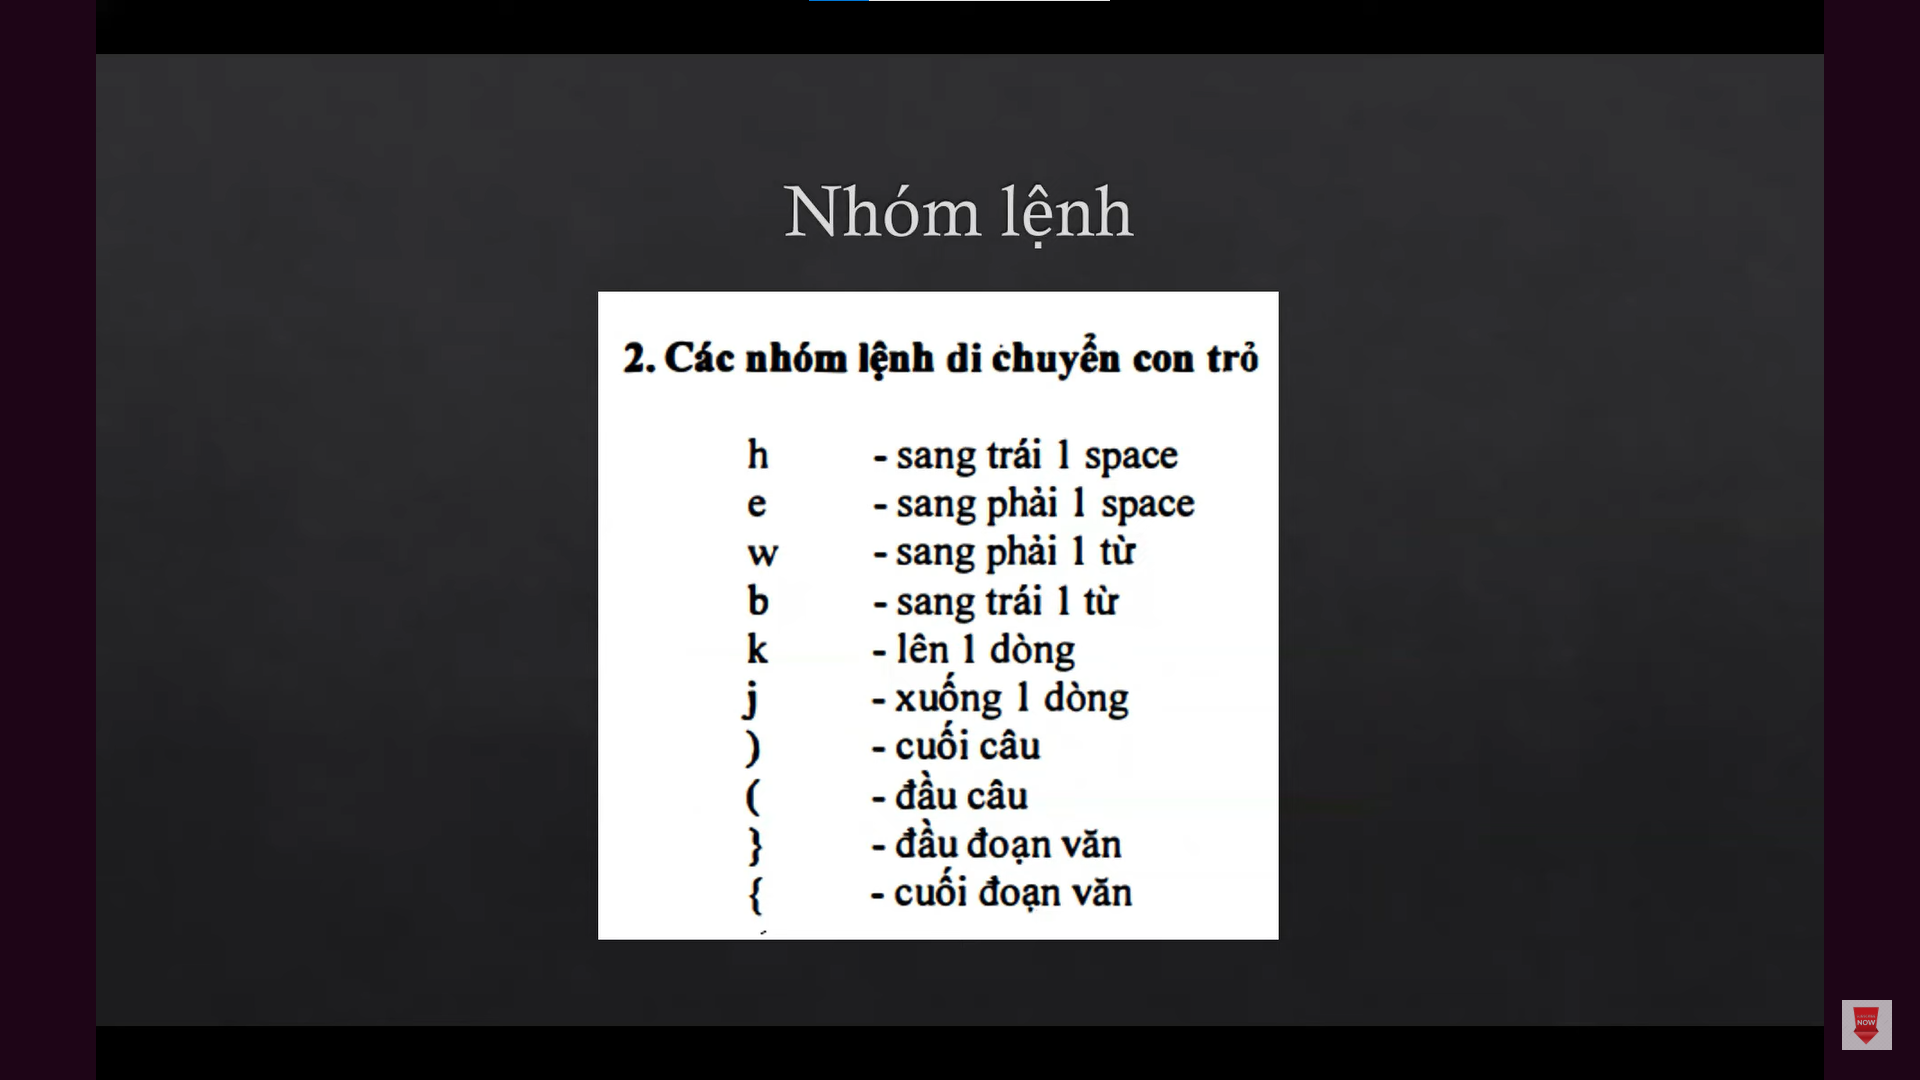 Nhóm lệnh
2. Các nhóm lệnh di chuyển con trỏ
h - sang trái 1 space
e - sang phải 1 space
w - sang phải 1 từ
b - sang trái 1 từ
k - lên 1 dòng
j - xuống 1 dòng
) - cuối câu
( - đầu câu
} - đầu đoạn văn
{ - cuối đoạn văn
NOW